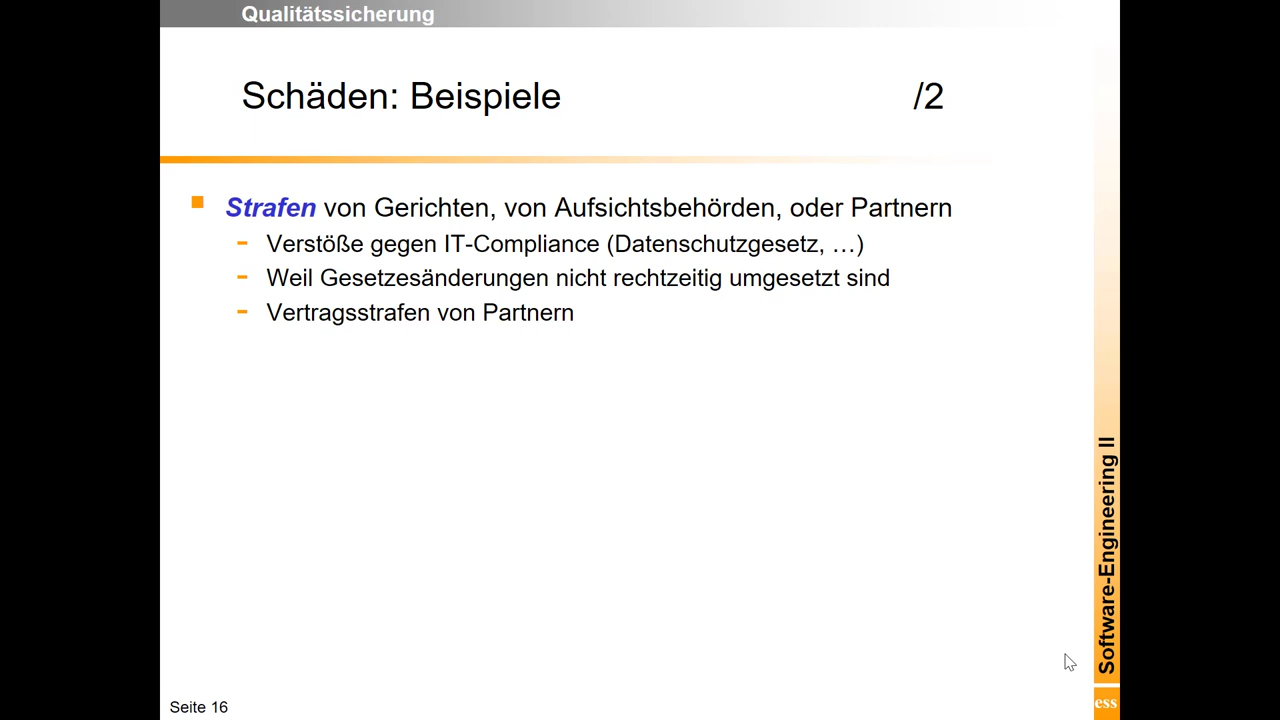 Qualitätssicherung
Schäden: Beispiele /2
Strafen von Gerichten, von Aufsichtsbehörden, oder Partnern
- Verstöße gegen IT-Compliance (Datenschutzgesetz, …)
- Weil Gesetzesänderungen nicht rechtzeitig umgesetzt sind
- Vertragsstrafen von Partnern
Software-Engineering II
Seite 16
ess